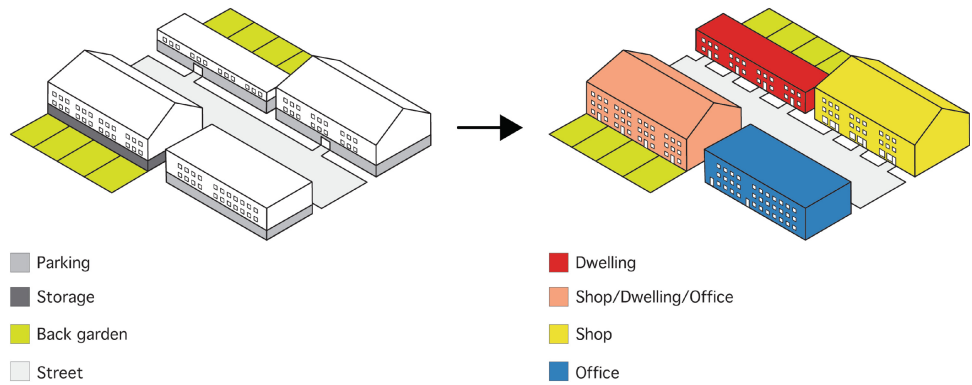 Parking
Storage
Back garden
Street
Dwelling
Shop/Dwelling/Office
Shop
Office